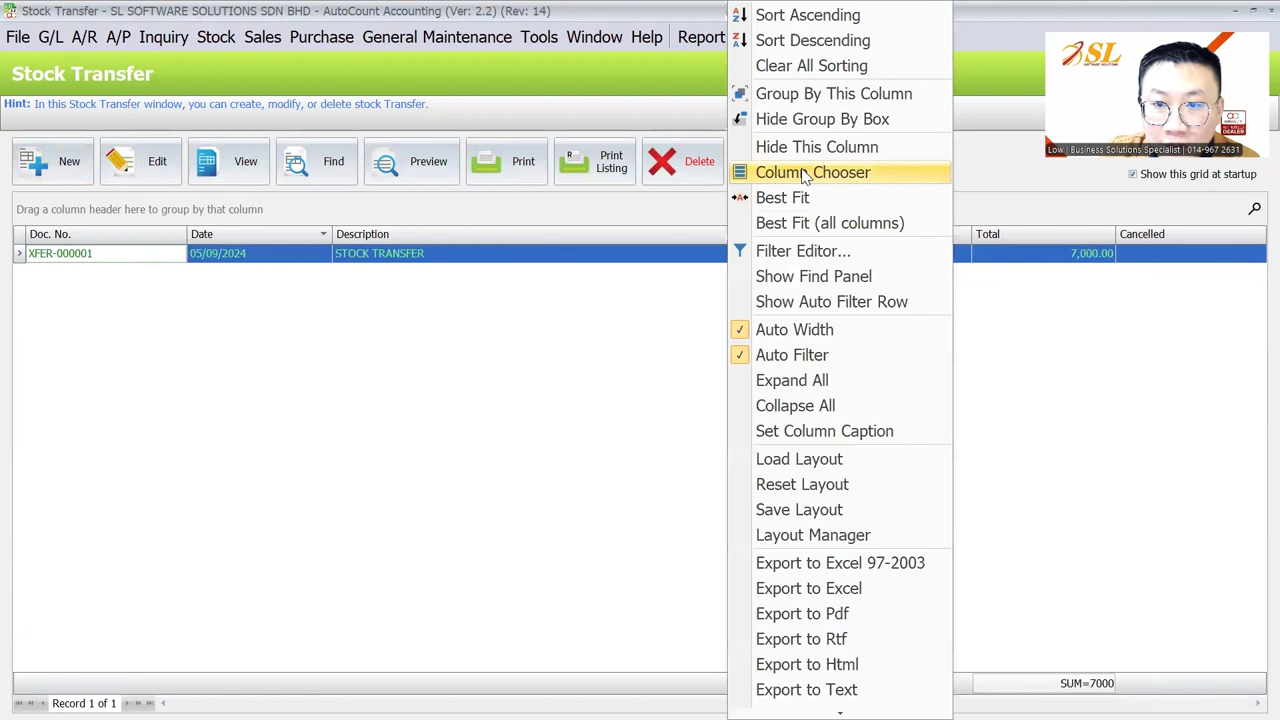 Stock Transfer - SL SOFTWARE SOLUTIONS SDN BHD - AutoCount Accounting (Ver: 2.2) (Rev: 14)
File G/L A/R A/P Inquiry Stock Sales Purchase General Maintenance Tools Window Help Report
Stock Transfer
Hint: In this Stock Transfer window, you can create, modify, or delete stock Transfer.
New Edit View Find Preview Print Print Listing Delete
Show this grid at startup
Drag a column header here to group by that column
Doc. No. Date Description Total Cancelled
XFER-000001 05/09/2024 STOCK TRANSFER 7,000.00
SUM=7000
Record 1 of 1
Sort Ascending
Sort Descending
Clear All Sorting
Group By This Column
Hide Group By Box
Hide This Column
Column Chooser
Best Fit
Best Fit (all columns)
Filter Editor...
Show Find Panel
Show Auto Filter Row
Auto Width
Auto Filter
Expand All
Collapse All
Set Column Caption
Load Layout
Reset Layout
Save Layout
Layout Manager
Export to Excel 97-2003
Export to Excel
Export to Pdf
Export to Rtf
Export to Html
Export to Text
SL
SOFTWARE SOLUTIONS
DEALER
Low | Business Solutions Specialist | 014-967 2631